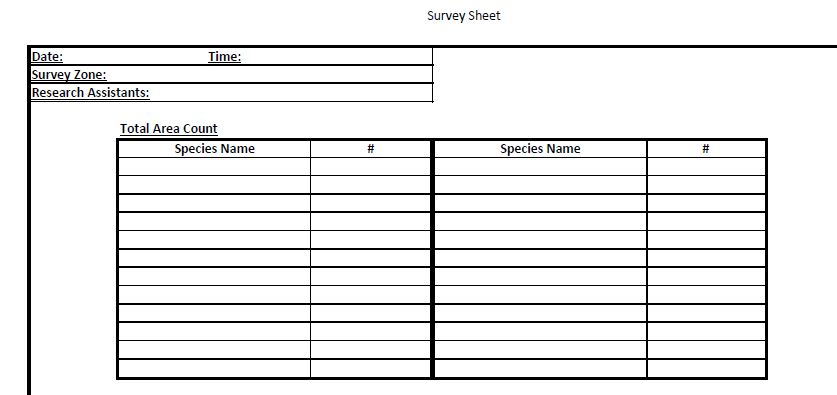 Survey Sheet
Date: Time:
Survey Zone:
Research Assistants:
Total Area Count
Species Name # Species Name #